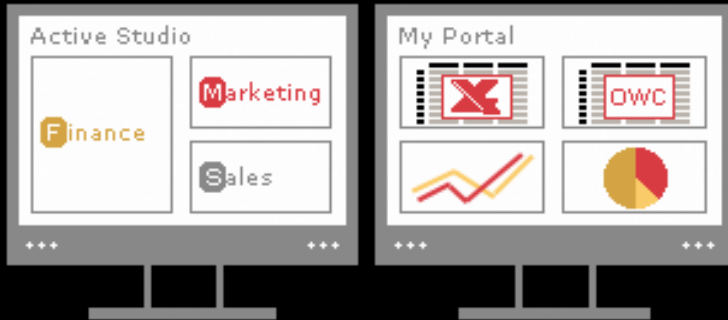 Active Studio
Finance
Marketing
Sales
My Portal
OWC